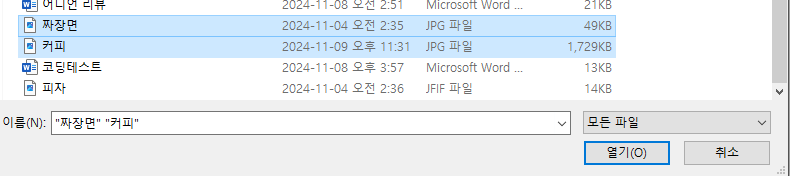 어니언 리뷰 2024-11-08 오전 2:51 Microsoft Word ... 21KB
짜장면 2024-11-04 오전 2:35 JPG 파일 49KB
커피 2024-11-09 오후 11:31 JPG 파일 1,729KB
코딩테스트 2024-11-08 오후 3:57 Microsoft Word ... 13KB
피자 2024-11-04 오전 2:36 JFIF 파일 14KB
이름(N): "짜장면" "커피" 모든 파일
열기(O) 취소